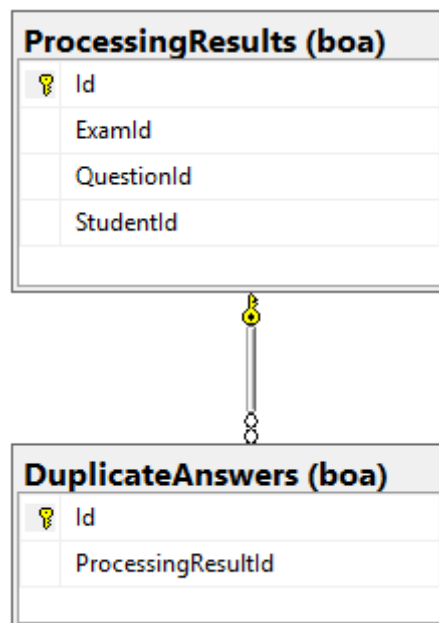 ProcessingResults (boa)
Id
ExamId
QuestionId
StudentId
DuplicateAnswers (boa)
Id
ProcessingResultId